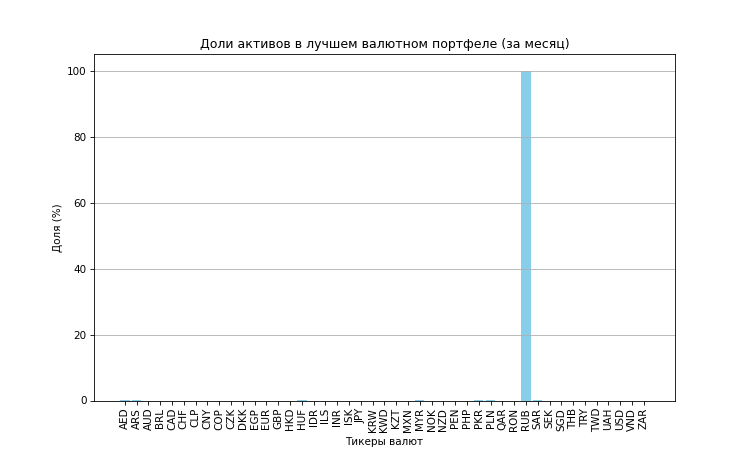 Доли активов в лучшем валютном портфеле (за месяц)
100
80
60
40
20
0
Доля (%)
AED ARS AUD BRL CAD CHF CLP CNY COP CZK DKK EGP EUR GBP HKD HUF IDR ILS INR ISK JPY KRW KWD KZT MXN MYR NOK NZD PEN PHP PKR PLN QAR RON RUB SAR SEK SGD THB TRY TWD UAH USD VND ZAR
Тикеры валют